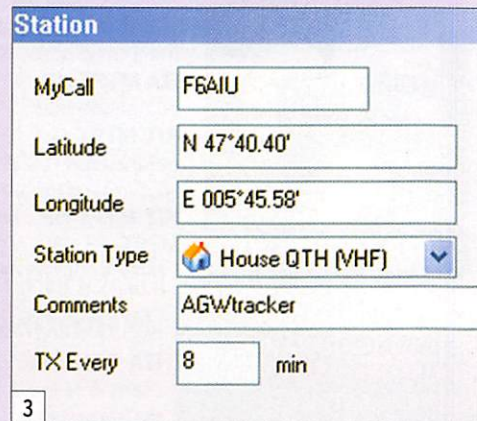 Station
MyCall F6AIU
Latitude N 47°40.40'
Longitude E 005°45.58'
Station Type House QTH (VHF)
Comments AGWtracker
TX Every 8 min
3